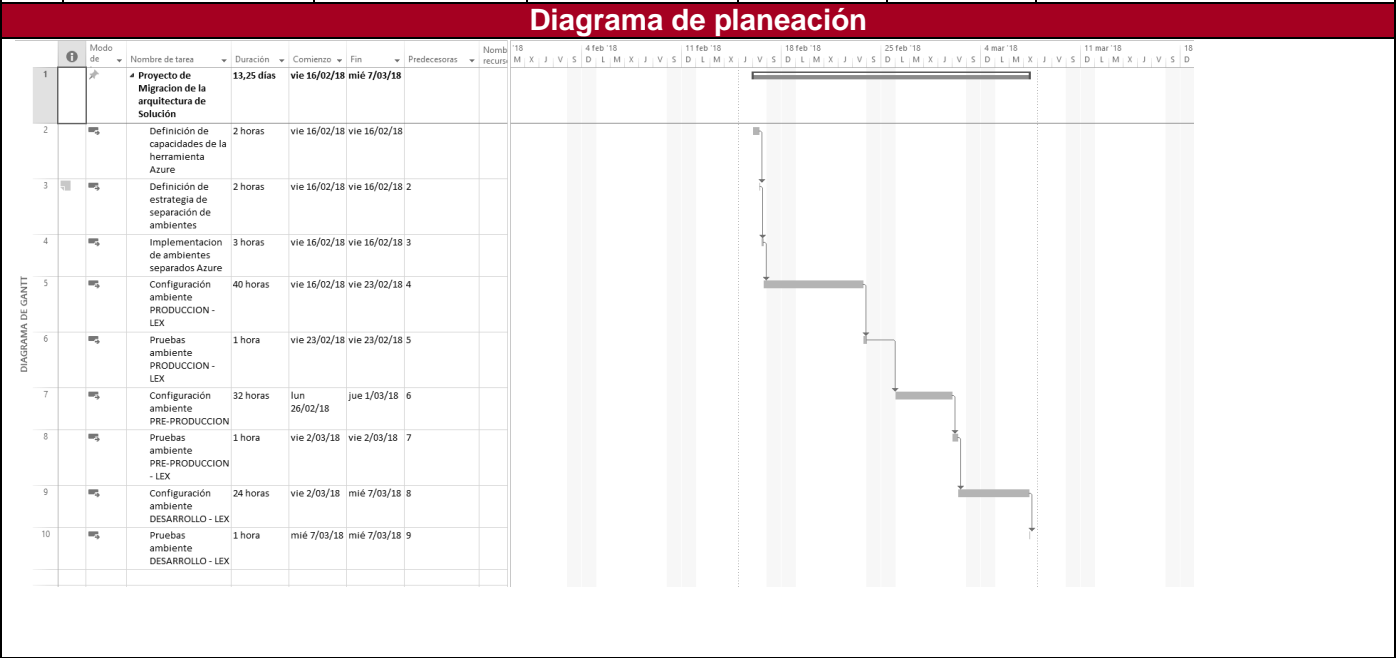 Diagrama de planeación
Modo
de
Nombre de tarea
Duración
Comienzo
Fin
Predecesoras
Nomb
recurs
'18
4 feb '18
11 feb '18
18 feb '18
25 feb '18
4 mar '18
11 mar '18
18
M X J V S D L M X J V S D L M X J V S D L M X J V S D L M X J V S D L M X J V S D L M X J V S D
DIAGRAMA DE GANTT
1
Proyecto de
Migracion de la
arquitectura de
Solución
13,25 días
vie 16/02/18
mié 7/03/18
2
Definición de
capacidades de la
herramienta
Azure
2 horas
vie 16/02/18
vie 16/02/18
3
Definición de
estrategia de
separación de
ambientes
2 horas
vie 16/02/18
vie 16/02/18
2
4
Implementacion
de ambientes
separados Azure
3 horas
vie 16/02/18
vie 16/02/18
3
5
Configuración
ambiente
PRODUCCION -
LEX
40 horas
vie 16/02/18
vie 23/02/18
4
6
Pruebas
ambiente
PRODUCCION -
LEX
1 hora
vie 23/02/18
vie 23/02/18
5
7
Configuración
ambiente
PRE-PRODUCCION
32 horas
lun
26/02/18
jue 1/03/18
6
8
Pruebas
ambiente
PRE-PRODUCCION
- LEX
1 hora
vie 2/03/18
vie 2/03/18
7
9
Configuración
ambiente
DESARROLLO - LEX
24 horas
vie 2/03/18
mié 7/03/18
8
10
Pruebas
ambiente
DESARROLLO - LEX
1 hora
mié 7/03/18
mié 7/03/18
9